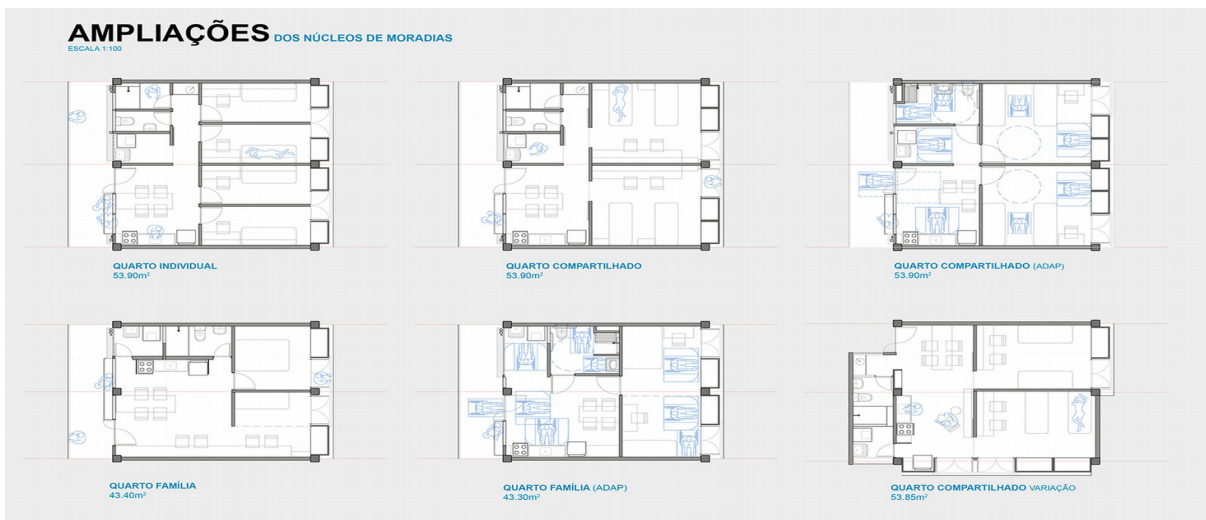 AMPLIAÇÕES DOS NÚCLEOS DE MORADIAS
ESCALA 1:100
QUARTO INDIVIDUAL
53.90m²
QUARTO COMPARTILHADO
53.90m²
QUARTO COMPARTILHADO (ADAP)
53.90m²
QUARTO FAMÍLIA
43.40m²
QUARTO FAMÍLIA (ADAP)
43.30m²
QUARTO COMPARTILHADO VARIAÇÃO
53.85m²